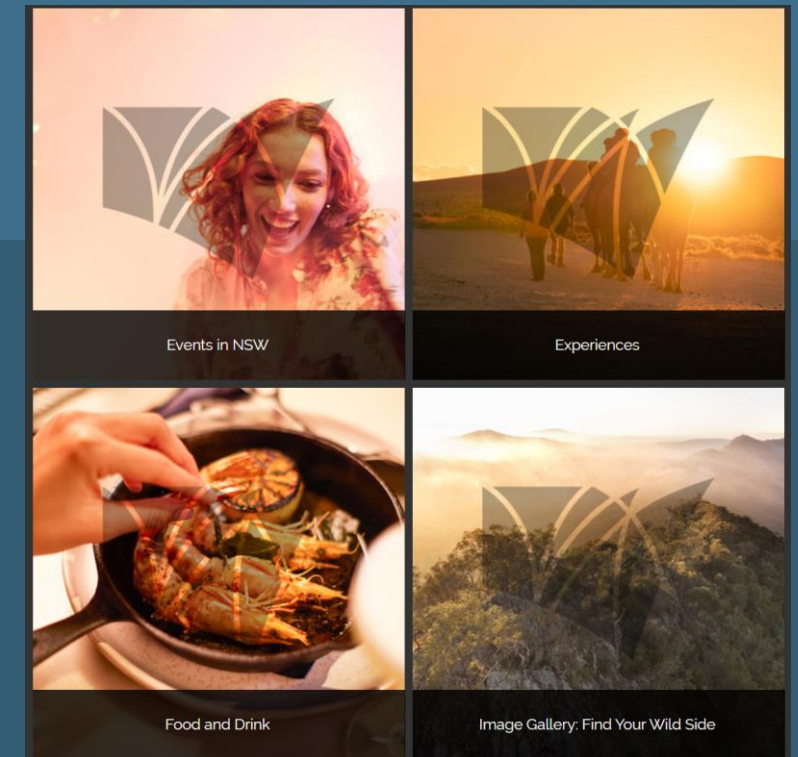 Events in NSW
Experiences
Food and Drink
Image Gallery: Find Your Wild Side